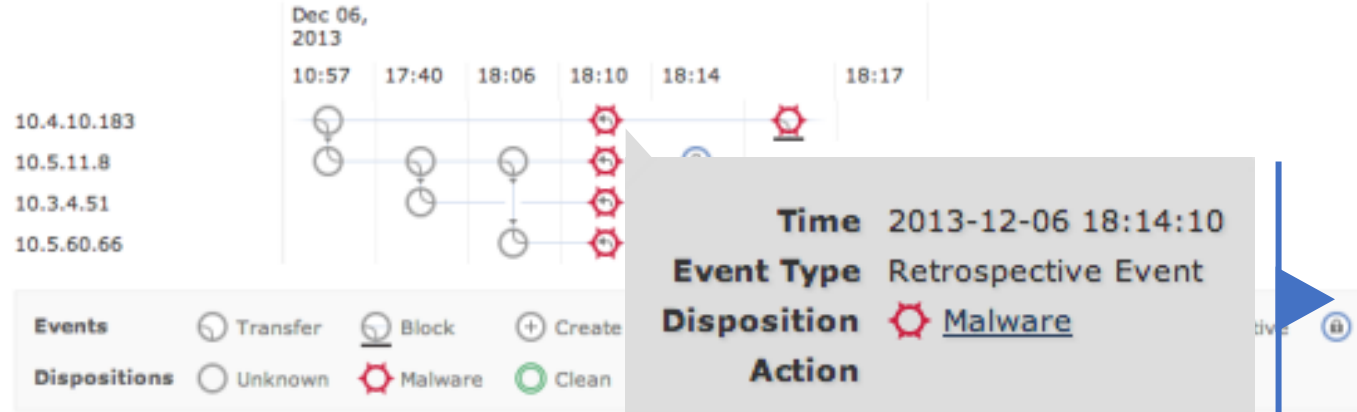 Dec 06,
2013
10:57 17:40 18:06 18:10 18:14 18:17
10.4.10.183
10.5.11.8
10.3.4.51
10.5.60.66
Time 2013-12-06 18:14:10
Event Type Retrospective Event
Disposition Malware
Action
Events Transfer Block Create
Dispositions Unknown Malware Clean